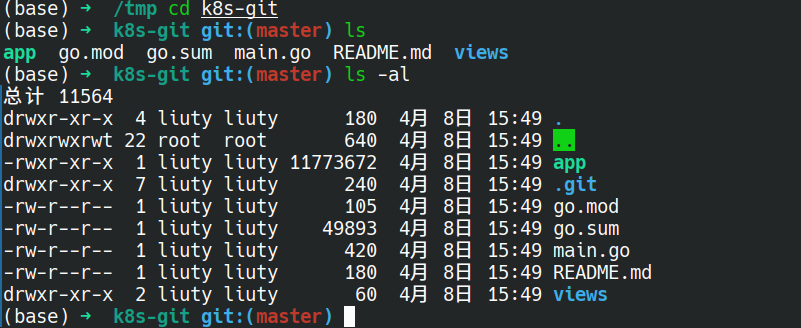 (base) ➜  /tmp cd k8s-git
(base) ➜  k8s-git git:(master) ls
app  go.mod  go.sum  main.go  README.md  views
(base) ➜  k8s-git git:(master) ls -al
总计 11564
drwxr-xr-x  4 liuty liuty      180  4月  8日 15:49 .
drwxrwxrwt 22 root  root       640  4月  8日 15:49 ..
-rwxr-xr-x  1 liuty liuty 11773672  4月  8日 15:49 app
drwxr-xr-x  7 liuty liuty      240  4月  8日 15:49 .git
-rw-r--r--  1 liuty liuty      105  4月  8日 15:49 go.mod
-rw-r--r--  1 liuty liuty    49893  4月  8日 15:49 go.sum
-rw-r--r--  1 liuty liuty      420  4月  8日 15:49 main.go
-rw-r--r--  1 liuty liuty      180  4月  8日 15:49 README.md
drwxr-xr-x  2 liuty liuty       60  4月  8日 15:49 views
(base) ➜  k8s-git git:(master)